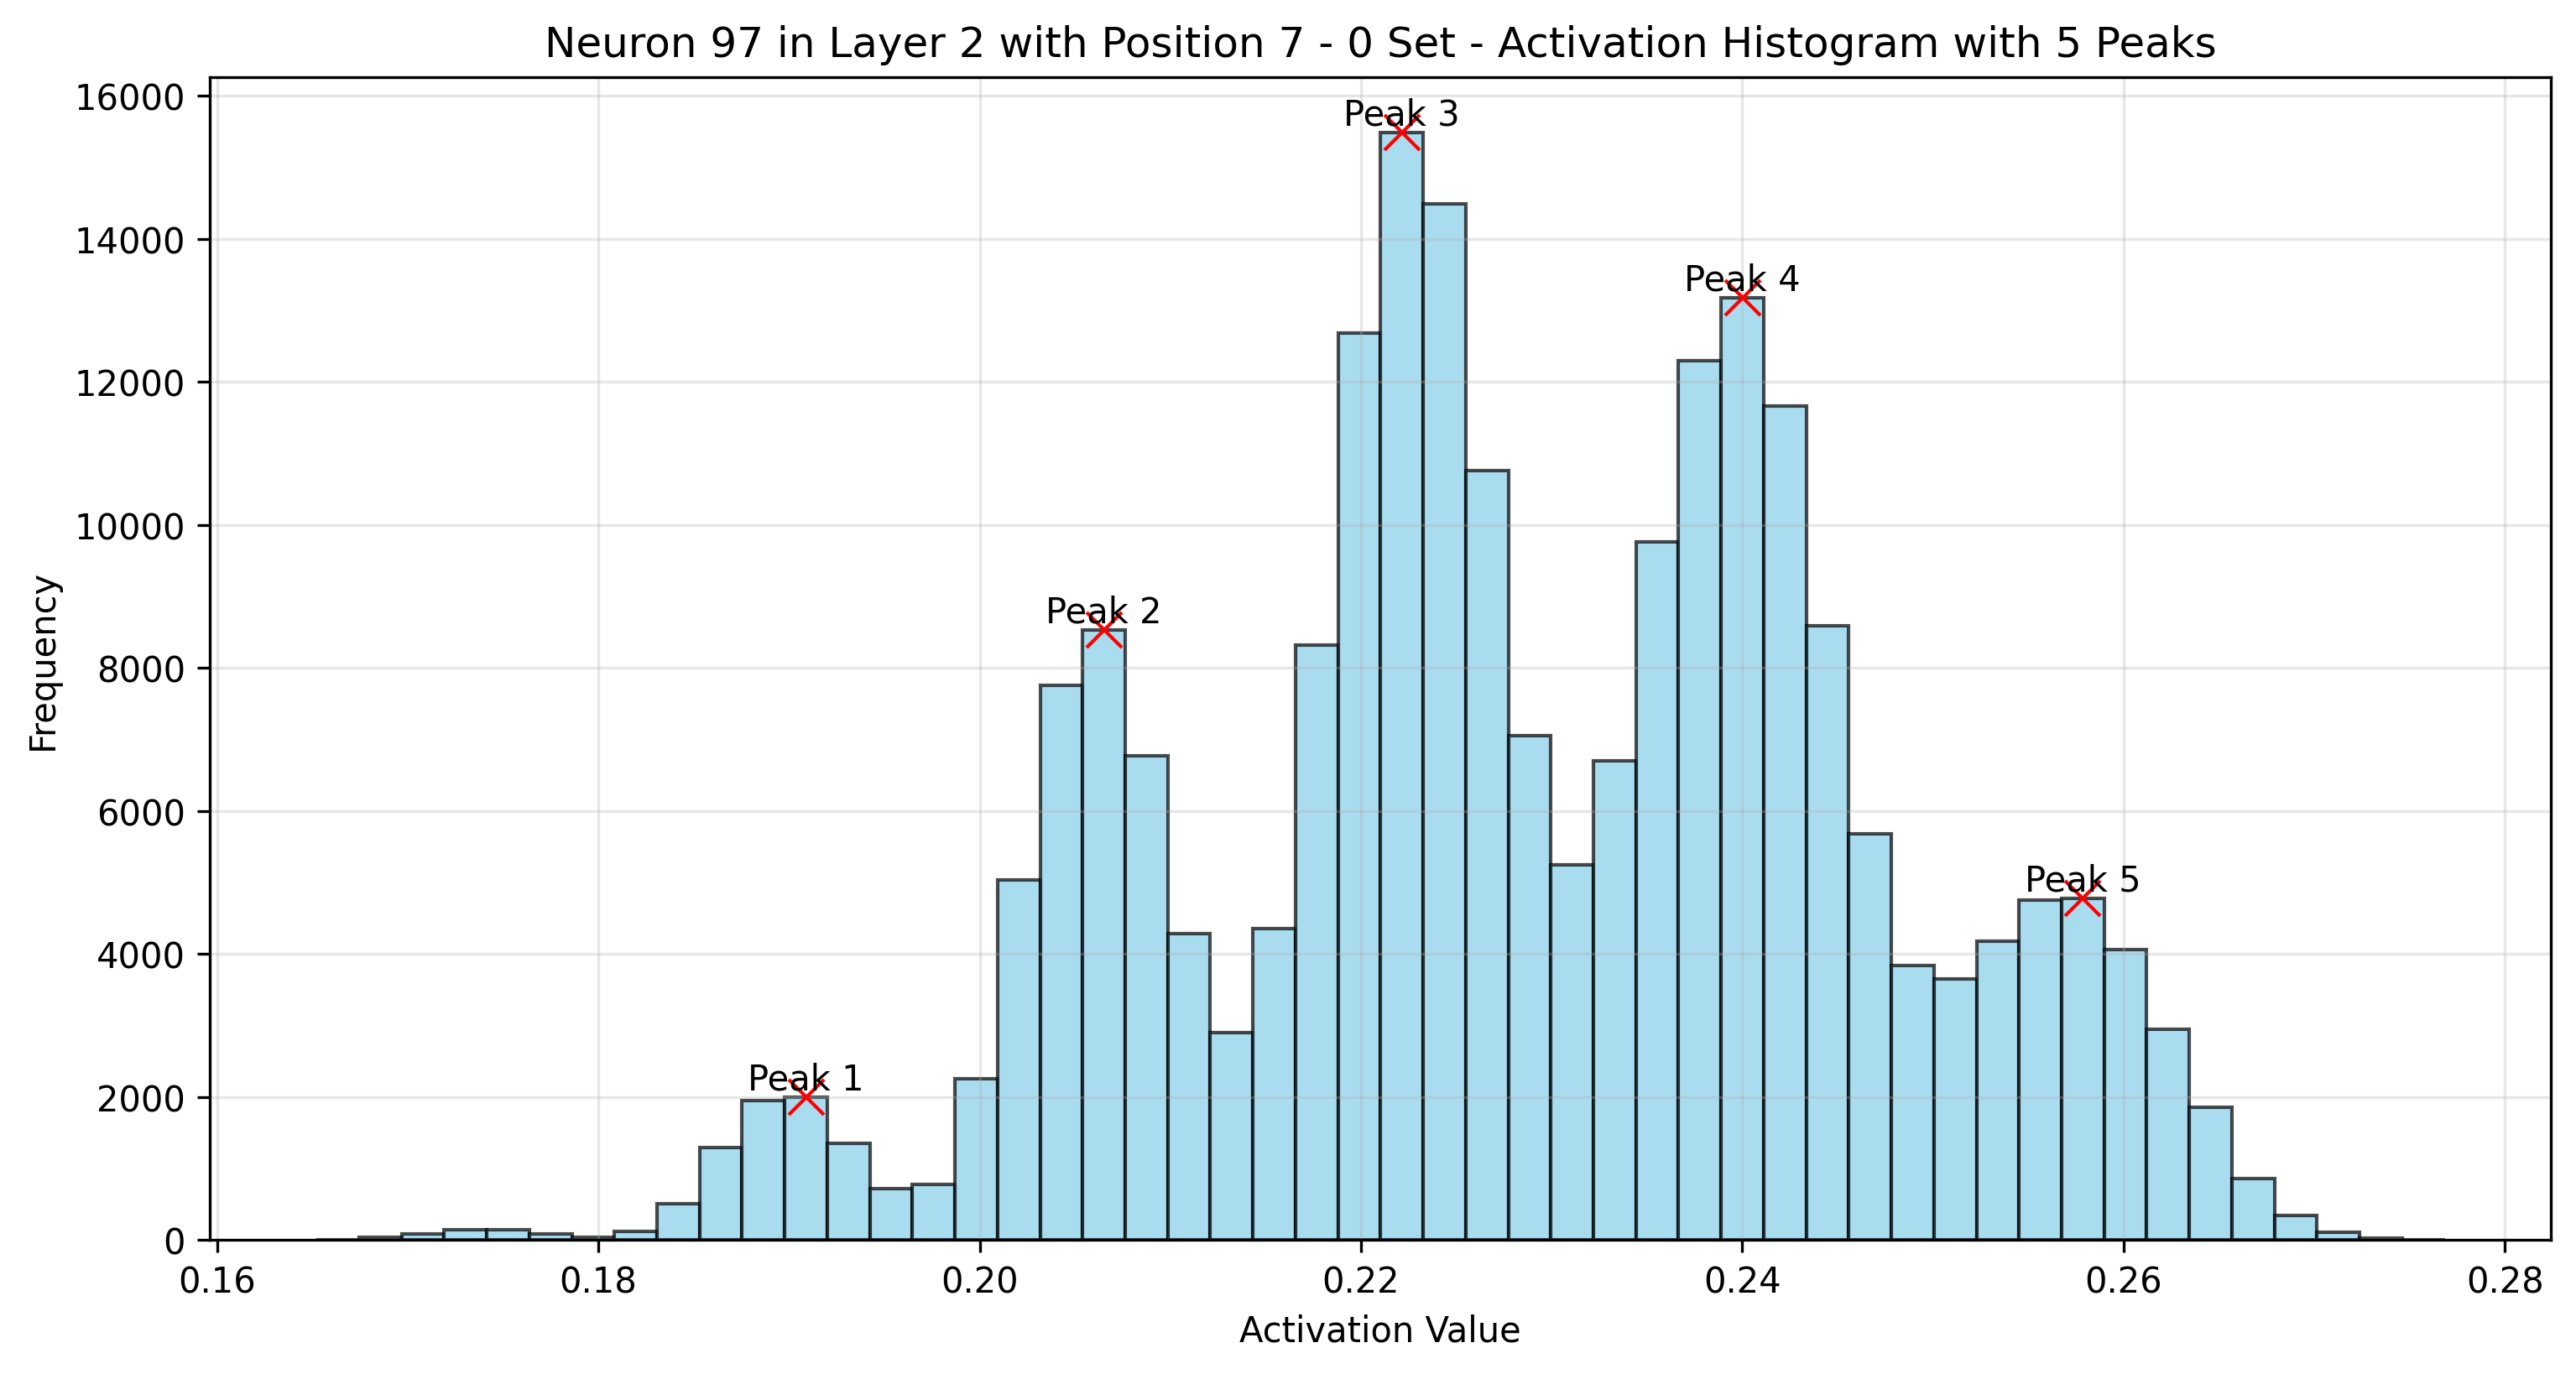 Neuron 97 in Layer 2 with Position 7 - 0 Set - Activation Histogram with 5 Peaks
16000
14000
12000
10000
8000
6000
4000
2000
0
Frequency
Peak 1
Peak 2
Peak 3
Peak 4
Peak 5
0.16
0.18
0.20
0.22
0.24
0.26
0.28
Activation Value